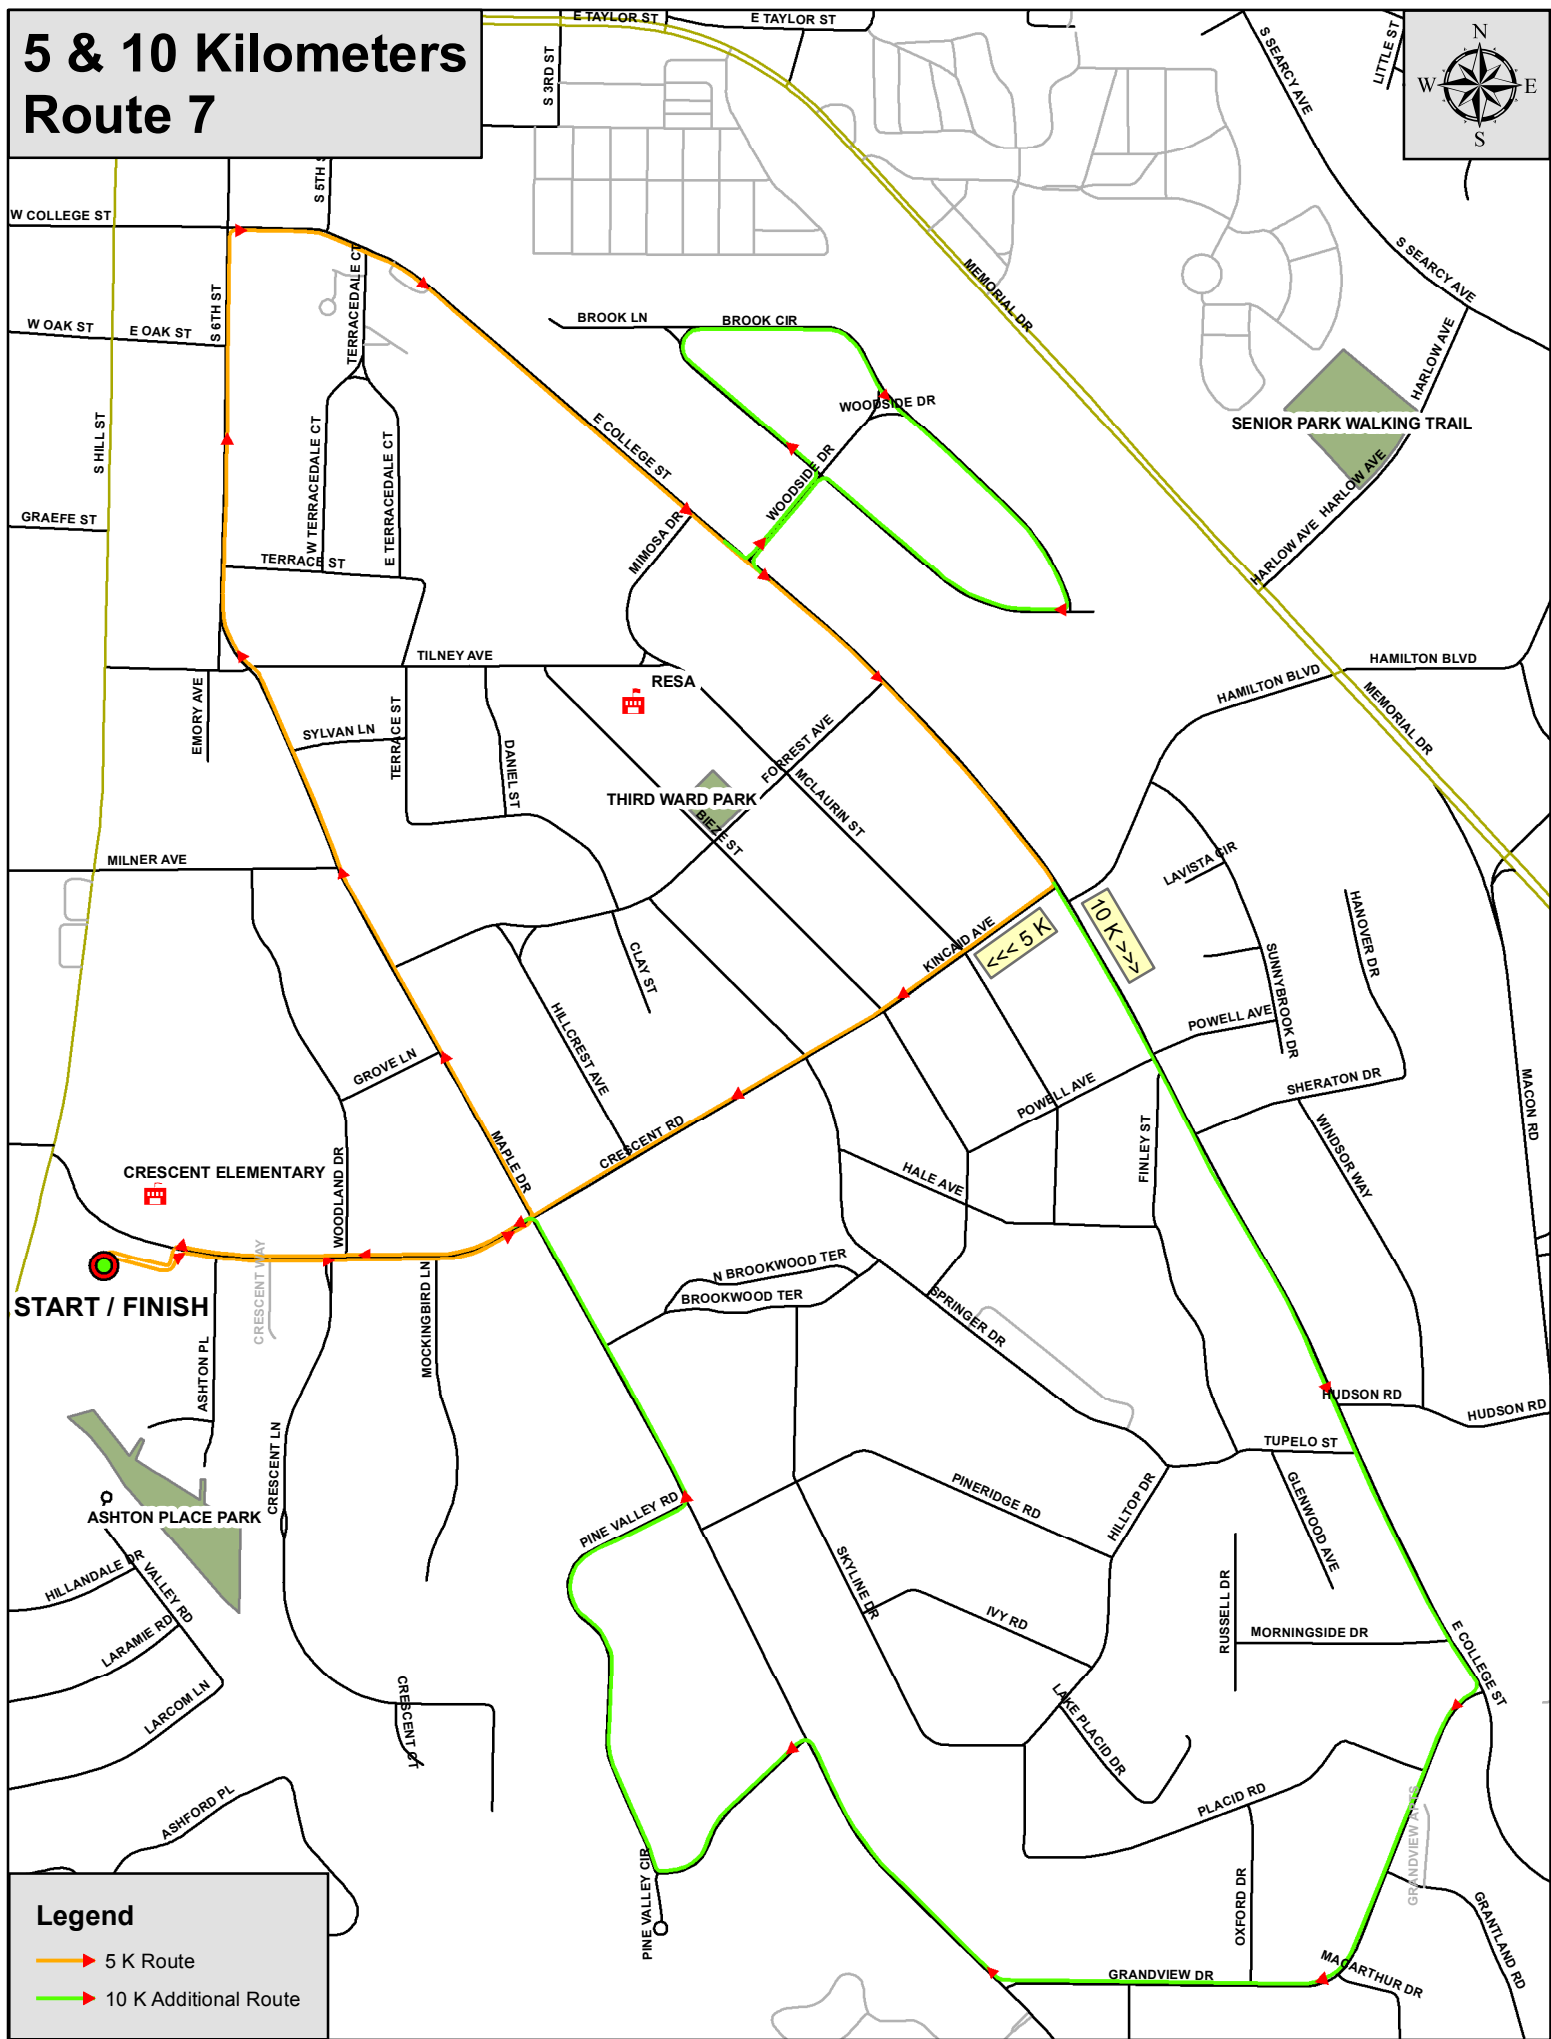 5 & 10 Kilometers
Route 7
E TAYLOR ST
E TAYLOR ST
S 3RD ST
S SEARCY AVE
LITTLE ST
N
W
E
S
S 5TH S
W COLLEGE ST
S SEARCY AVE
TERRACEDALE CT
MEMORIAL DR
S 6TH ST
W OAK ST
E OAK ST
BROOK LN
BROOK CIR
HARLOW AVE
WOODSIDE DR
SENIOR PARK WALKING TRAIL
S HILL ST
E COLLEGE ST
W TERRACEDALE CT
E TERRACEDALE CT
WOODSIDE DR
HARLOW AVE
GRAEFE ST
MIMOSA DR
HARLOW AVE
TERRACE ST
TILNEY AVE
HAMILTON BLVD
HAMILTON BLVD
RESA
EMORY AVE
MEMORIAL DR
SYLVAN LN
TERRACE ST
DANIEL ST
FORREST AVE
MCLAURIN ST
THIRD WARD PARK
BIEZE ST
MILNER AVE
LAVISTA CIR
HANOVER DR
10 K >>>
<<< 5 K
KINCAID AVE
CLAY ST
SUNNYBROOK DR
HILLCREST AVE
POWELL AVE
GROVE LN
POWELL AVE
SHERATON DR
MACON RD
CRESCENT RD
MAPLE DR
FINLEY ST
WINDSOR WAY
HALE AVE
WOODLAND DR
CRESCENT ELEMENTARY
CRESCENT WAY
N BROOKWOOD TER
BROOKWOOD TER
START / FINISH
MOCKINGBIRD LN
SPRINGER DR
ASHTON PL
HUDSON RD
HUDSON RD
CRESCENT LN
TUPELO ST
PINE VALLEY RD
PINERIDGE RD
HILLTOP DR
GLENWOOD AVE
ASHTON PLACE PARK
SKYLINE DR
HILLANDALE DR
VALLEY RD
RUSSELL DR
IVY RD
MORNINGSIDE DR
E COLLEGE ST
LARAMIE RD
LARCOM LN
CRESCENT CT
LAKE PLACID DR
PLACID RD
GRANDVIEW APTS
ASHFORD PL
PINE VALLEY CIR
OXFORD DR
GRANTLAND RD
MACARTHUR DR
GRANDVIEW DR
Legend
5 K Route
10 K Additional Route